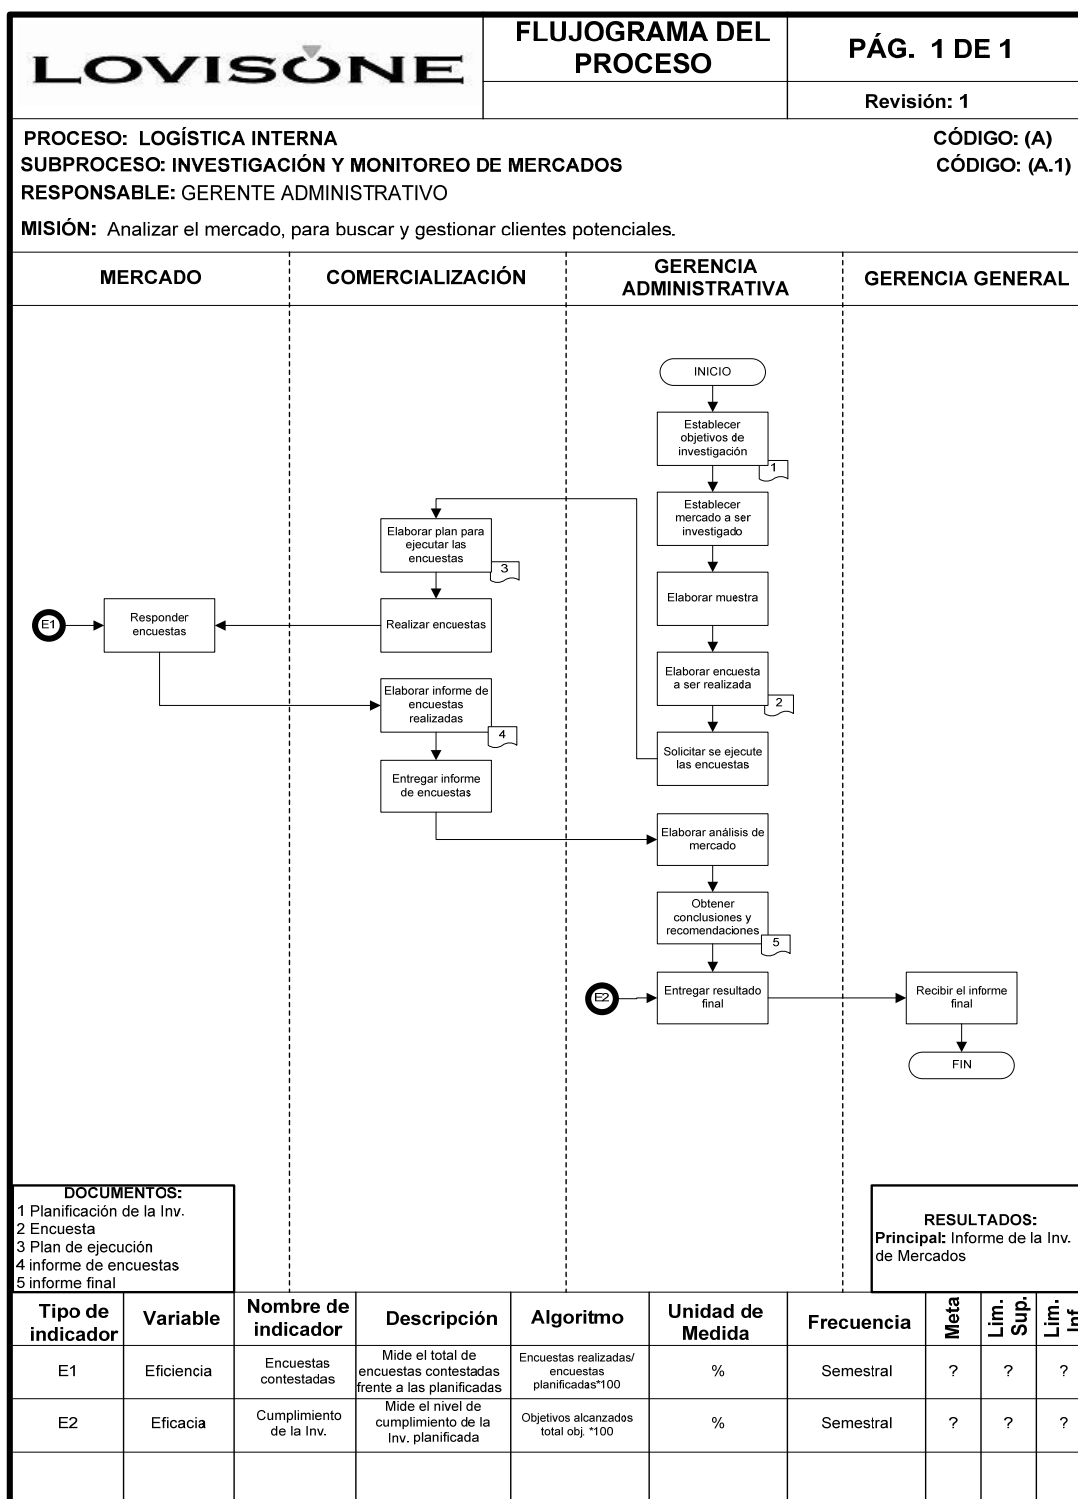 LOVISONE
FLUJOGRAMA DEL
PROCESO
PÁG. 1 DE 1
Revisión: 1
PROCESO: LOGÍSTICA INTERNA
CÓDIGO: (A)
SUBPROCESO: INVESTIGACIÓN Y MONITOREO DE MERCADOS
CÓDIGO: (A.1)
RESPONSABLE: GERENTE ADMINISTRATIVO
MISIÓN: Analizar el mercado, para buscar y gestionar clientes potenciales.
MERCADO
COMERCIALIZACIÓN
GERENCIA
ADMINISTRATIVA
GERENCIA GENERAL
INICIO
Establecer
objetivos de
investigación
1
Establecer
mercado a ser
investigado
Elaborar plan para
ejecutar las
encuestas
3
Elaborar muestra
E1
Responder
encuestas
Realizar encuestas
Elaborar encuesta
a ser realizada
2
Elaborar informe de
encuestas
realizadas
4
Solicitar se ejecute
las encuestas
Entregar informe
de encuestas
Elaborar análisis de
mercado
Obtener
conclusiones y
recomendaciones
5
E2
Entregar resultado
final
Recibir el informe
final
FIN
DOCUMENTOS:
1 Planificación de la Inv.
2 Encuesta
3 Plan de ejecución
4 informe de encuestas
5 informe final
RESULTADOS:
Principal: Informe de la Inv.
de Mercados
Tipo de
indicador
Variable
Nombre de
indicador
Descripción
Algoritmo
Unidad de
Medida
Frecuencia
Meta
Lim.
Sup.
Lim.
Inf
E1
Eficiencia
Encuestas
contestadas
Mide el total de
encuestas contestadas
frente a las planificadas
Encuestas realizadas/
encuestas
planificadas*100
%
Semestral
?
?
?
E2
Eficacia
Cumplimiento
de la Inv.
Mide el nivel de
cumplimiento de la
Inv. planificada
Objetivos alcanzados
total obj. *100
%
Semestral
?
?
?